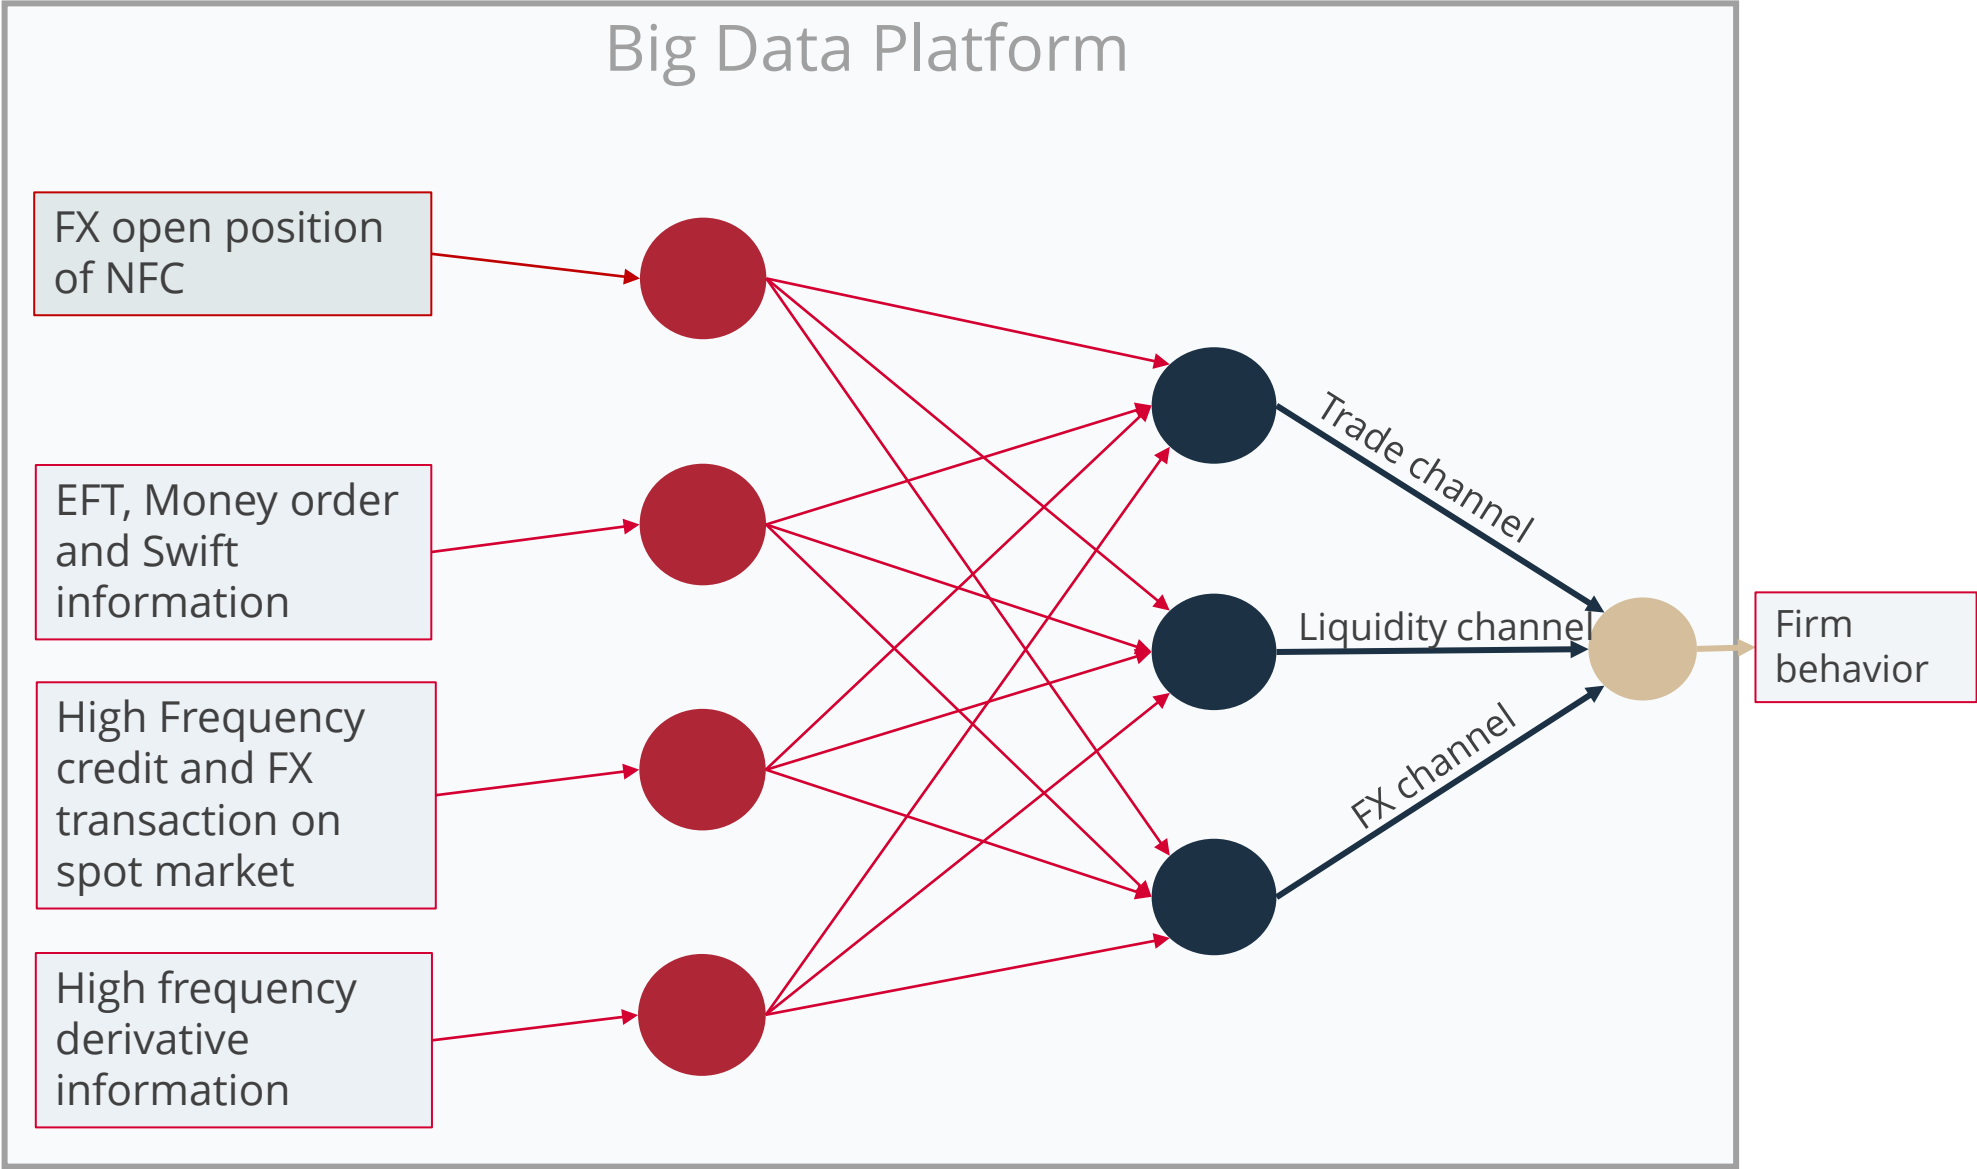 Big Data Platform
FX open position
of NFC
EFT, Money order
and Swift
information
High Frequency
credit and FX
transaction on
spot market
High frequency
derivative
information
Trade channel
Liquidity channel
FX channel
Firm
behavior